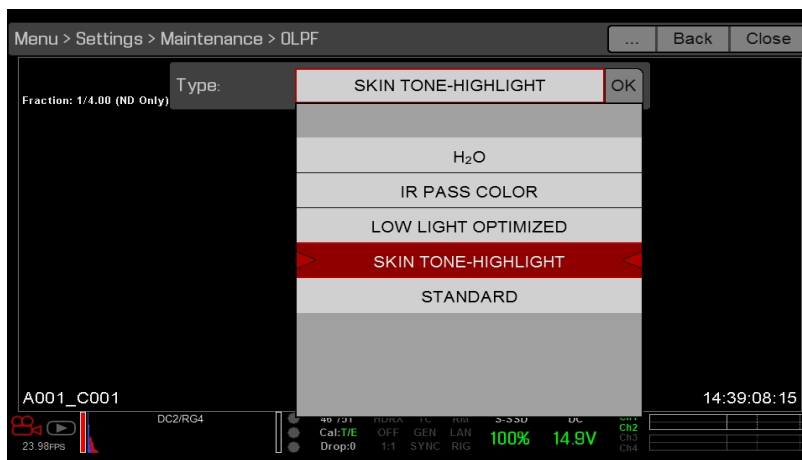 Menu > Settings > Maintenance > OLPF
... Back Close
Type: SKIN TONE-HIGHLIGHT OK
Fraction: 1/4.00 (ND Only)
H₂O
IR PASS COLOR
LOW LIGHT OPTIMIZED
SKIN TONE-HIGHLIGHT
STANDARD
A001_C001 14:39:08:15
DC2/RG4
Ch2
Cal:T/E OFF GEN LAN 100% 14.9V Ch3
23.98FPS Drop:0 1:1 SYNC RIG Ch4